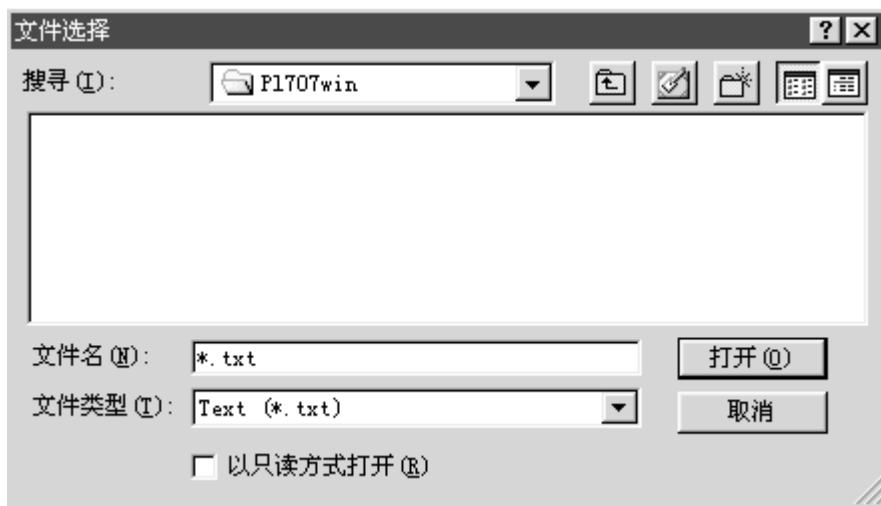 文件选择
搜寻(I):
P1707win
文件名(N):
*.txt
打开(O)
文件类型(T):
Text (*.txt)
取消
以只读方式打开(R)